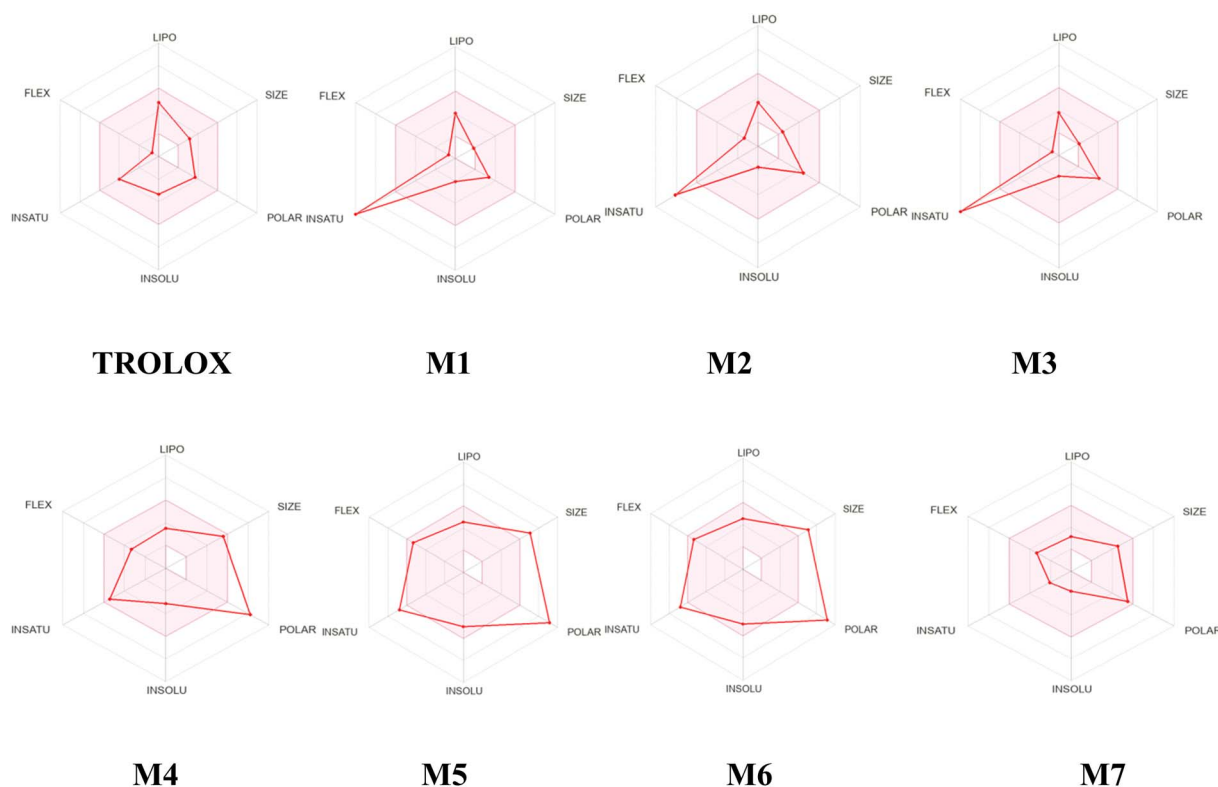 LIPO LIPO LIPO LIPO
FLEX SIZE FLEX SIZE FLEX SIZE FLEX SIZE
INSATU POLAR INSATU POLAR INSATU POLAR INSATU POLAR
INSOLU INSOLU INSOLU INSOLU
TROLOX M1 M2 M3
LIPO LIPO LIPO LIPO
FLEX SIZE FLEX SIZE FLEX SIZE FLEX SIZE
INSATU POLAR INSATU POLAR INSATU POLAR INSATU POLAR
INSOLU INSOLU INSOLU INSOLU
M4 M5 M6 M7